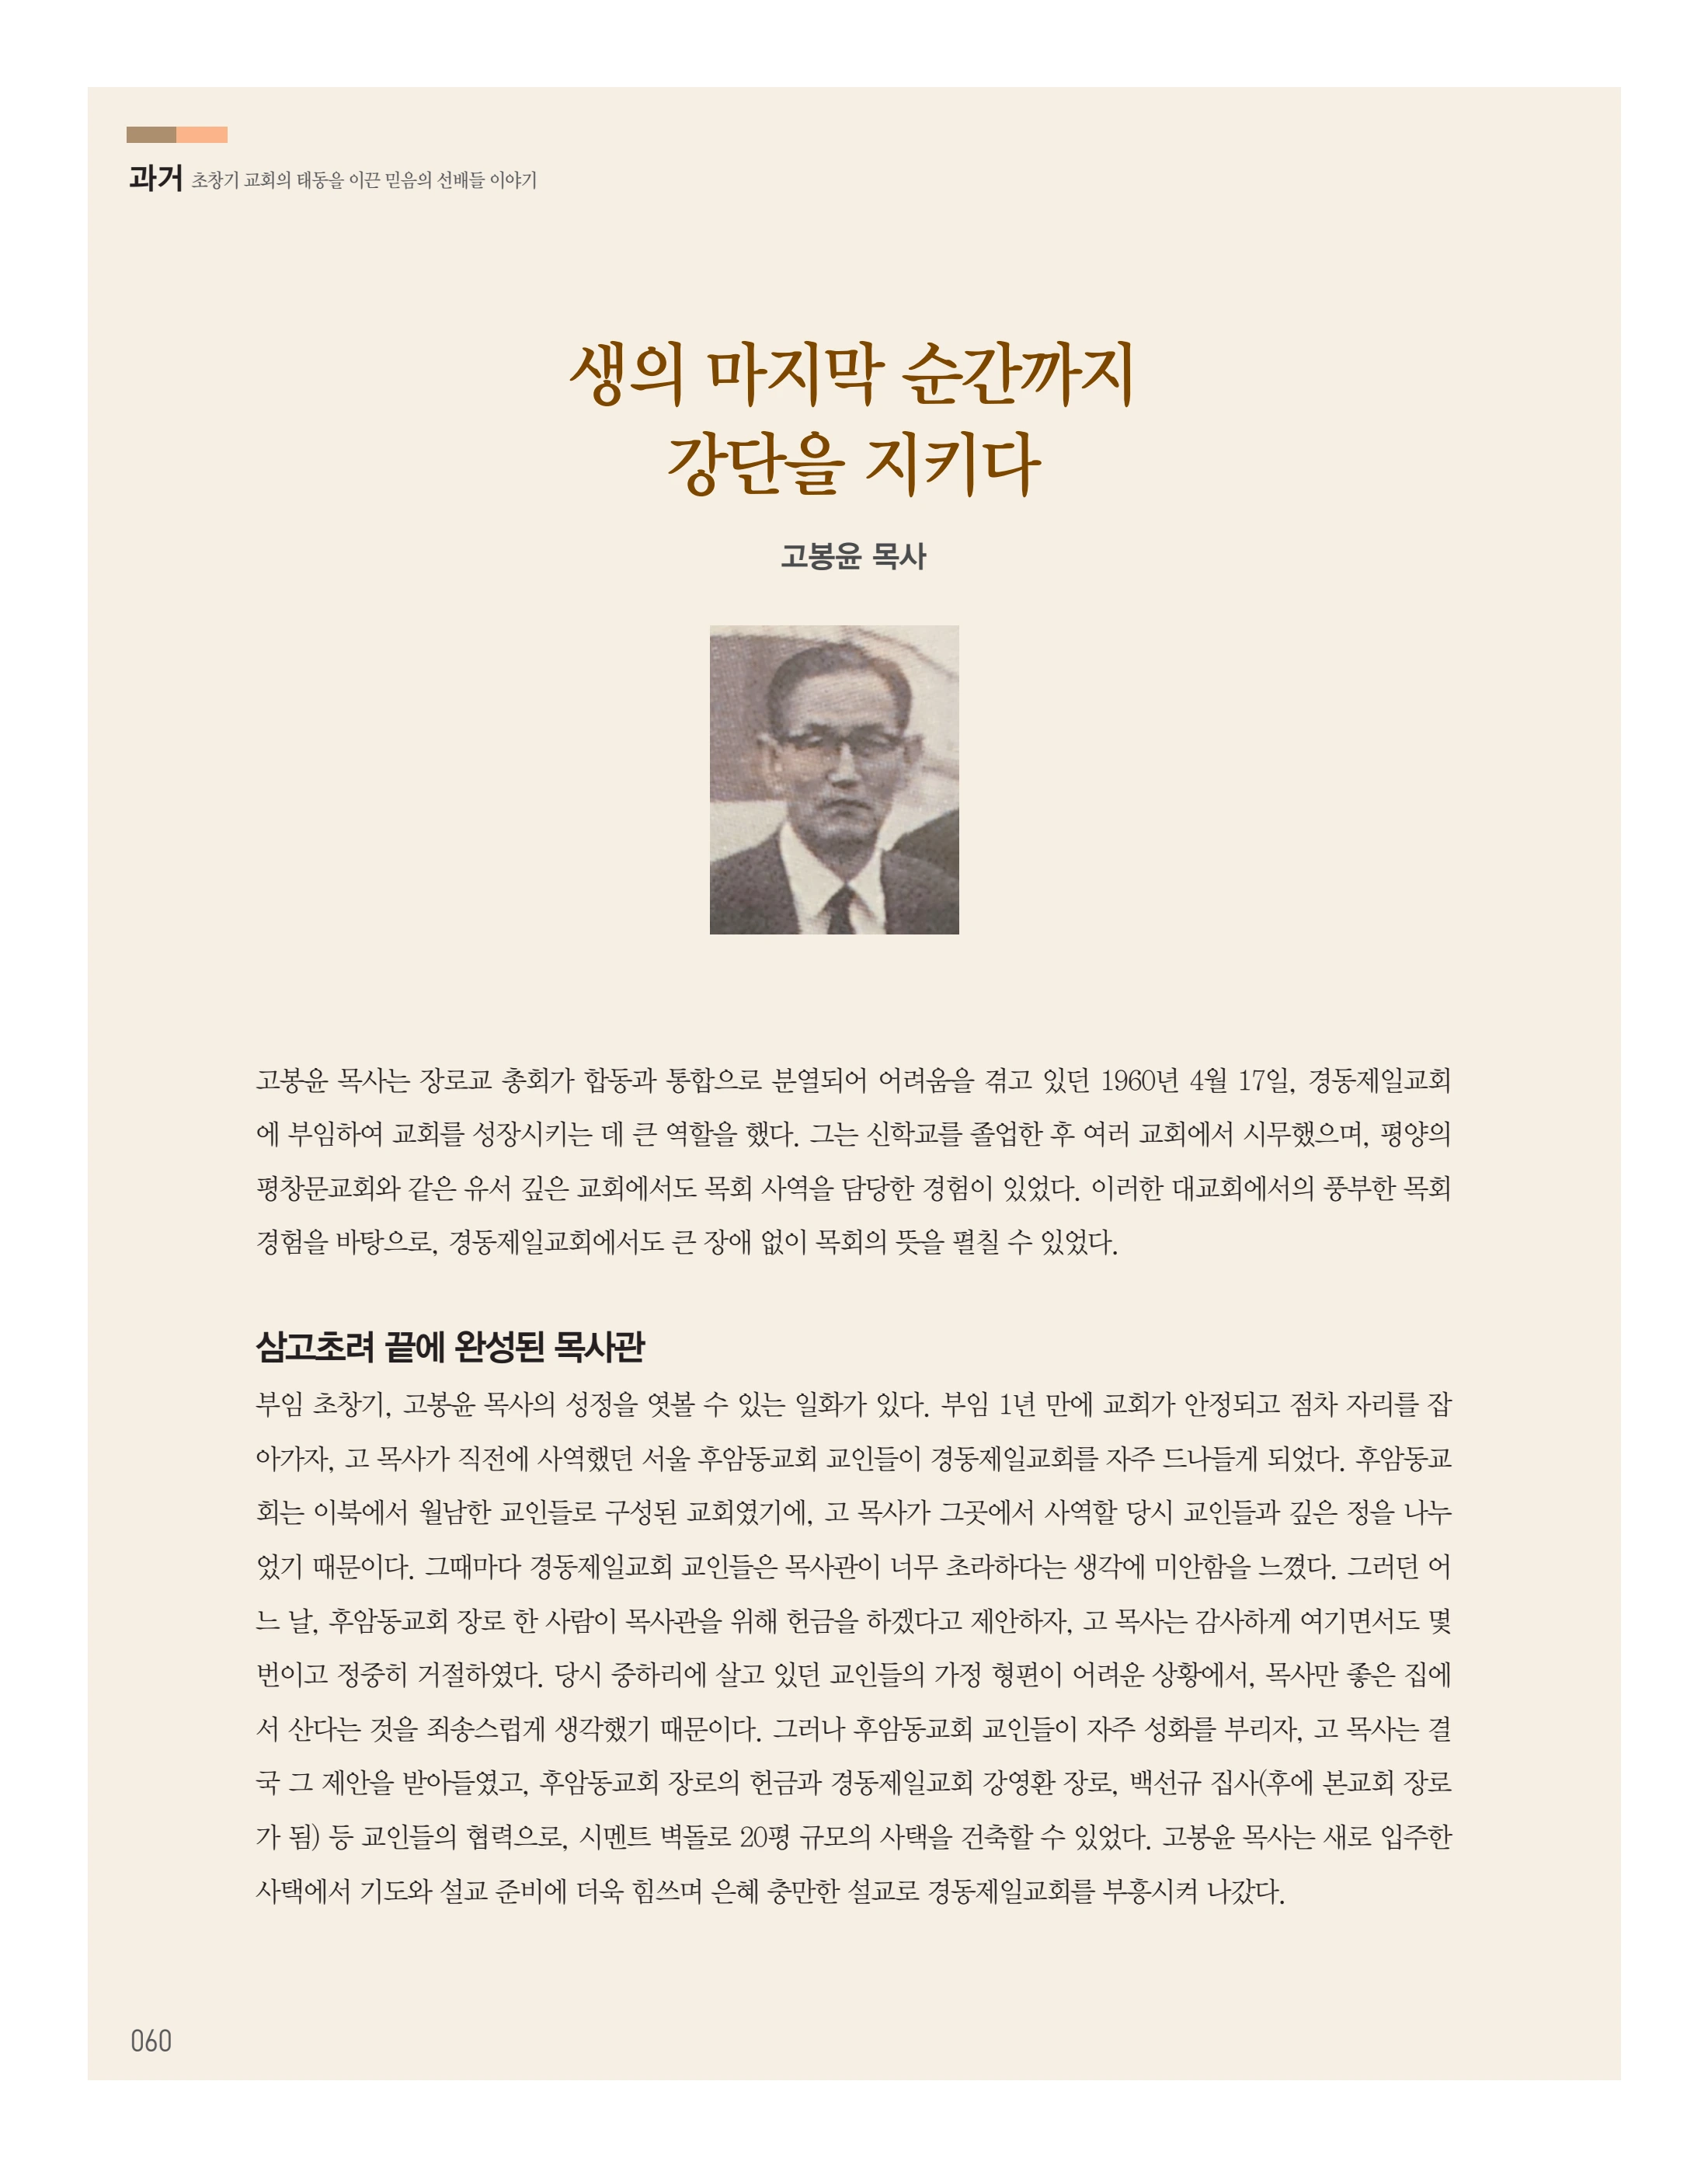 과거 초창기 교회의 태동을 이끈 믿음의 선배들 이야기
생의 마지막 순간까지
강단을 지키다
고봉윤 목사
고봉윤 목사는 장로교 총회가 합동과 통합으로 분열되어 어려움을 겪고 있던 1960년 4월 17일, 경동제일교회
에 부임하여 교회를 성장시키는 데 큰 역할을 했다. 그는 신학교를 졸업한 후 여러 교회에서 시무했으며, 평양의
평창문교회와 같은 유서 깊은 교회에서도 목회 사역을 담당한 경험이 있었다. 이러한 대교회에서의 풍부한 목회
경험을 바탕으로, 경동제일교회에서도 큰 장애 없이 목회의 뜻을 펼칠 수 있었다.
삼고초려 끝에 완성된 목사관
부임 초창기, 고봉윤 목사의 성정을 엿볼 수 있는 일화가 있다. 부임 1년 만에 교회가 안정되고 점차 자리를 잡
아가자, 고 목사가 직전에 사역했던 서울 후암동교회 교인들이 경동제일교회를 자주 드나들게 되었다. 후암동교
회는 이북에서 월남한 교인들로 구성된 교회였기에, 고 목사가 그곳에서 사역할 당시 교인들과 깊은 정을 나누
었기 때문이다. 그때마다 경동제일교회 교인들은 목사관이 너무 초라하다는 생각에 미안함을 느꼈다. 그러던 어
느 날, 후암동교회 장로 한 사람이 목사관을 위해 헌금을 하겠다고 제안하자, 고 목사는 감사하게 여기면서도 몇
번이고 정중히 거절하였다. 당시 중하리에 살고 있던 교인들의 가정 형편이 어려운 상황에서, 목사만 좋은 집에
서 산다는 것을 죄송스럽게 생각했기 때문이다. 그러나 후암동교회 교인들이 자주 성화를 부리자, 고 목사는 결
국 그 제안을 받아들였고, 후암동교회 장로의 헌금과 경동제일교회 강영환 장로, 백선규 집사(후에 본교회 장로
가 됨) 등 교인들의 협력으로, 시멘트 벽돌로 20평 규모의 사택을 건축할 수 있었다. 고봉윤 목사는 새로 입주한
사택에서 기도와 설교 준비에 더욱 힘쓰며 은혜 충만한 설교로 경동제일교회를 부흥시켜 나갔다.
060